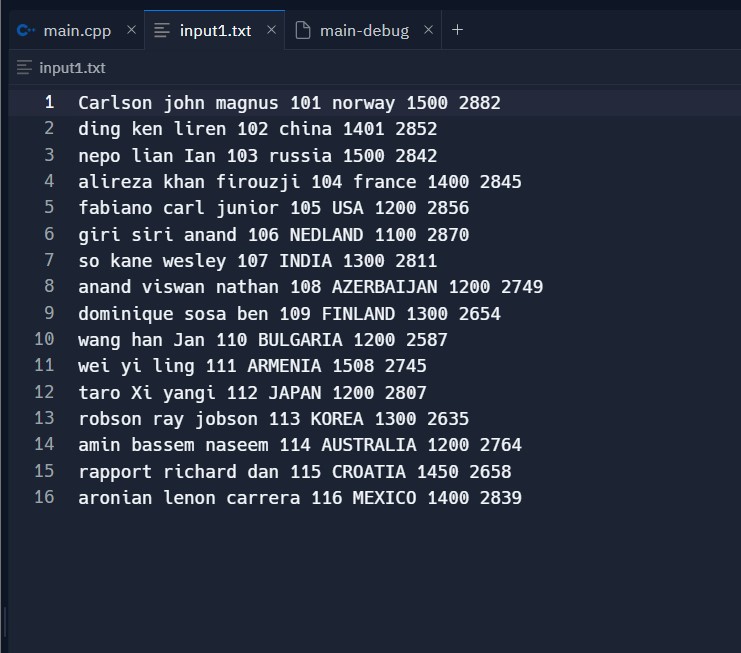 main.cpp × input1.txt × main-debug × +
input1.txt
1 Carlson john magnus 101 norway 1500 2882
2 ding ken liren 102 china 1401 2852
3 nepo lian Ian 103 russia 1500 2842
4 alireza khan firouzji 104 france 1400 2845
5 fabiano carl junior 105 USA 1200 2856
6 giri siri anand 106 NEDLAND 1100 2870
7 so kane wesley 107 INDIA 1300 2811
8 anand viswan nathan 108 AZERBAIJAN 1200 2749
9 dominique sosa ben 109 FINLAND 1300 2654
10 wang han Jan 110 BULGARIA 1200 2587
11 wei yi ling 111 ARMENIA 1508 2745
12 taro Xi yangi 112 JAPAN 1200 2807
13 robson ray jobson 113 KOREA 1300 2635
14 amin bassem naseem 114 AUSTRALIA 1200 2764
15 rapport richard dan 115 CROATIA 1450 2658
16 aronian lenon carrera 116 MEXICO 1400 2839